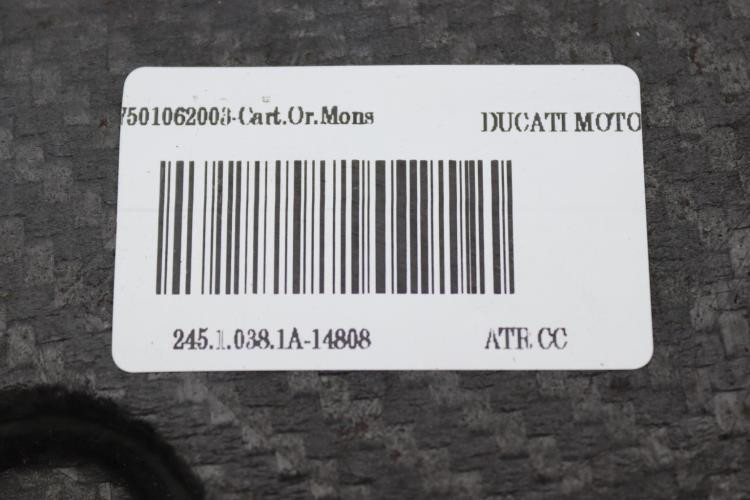 7501062003-Cart.Or.Mons DUCATI MOTO
245.1.038.1A-14808 ATR CC